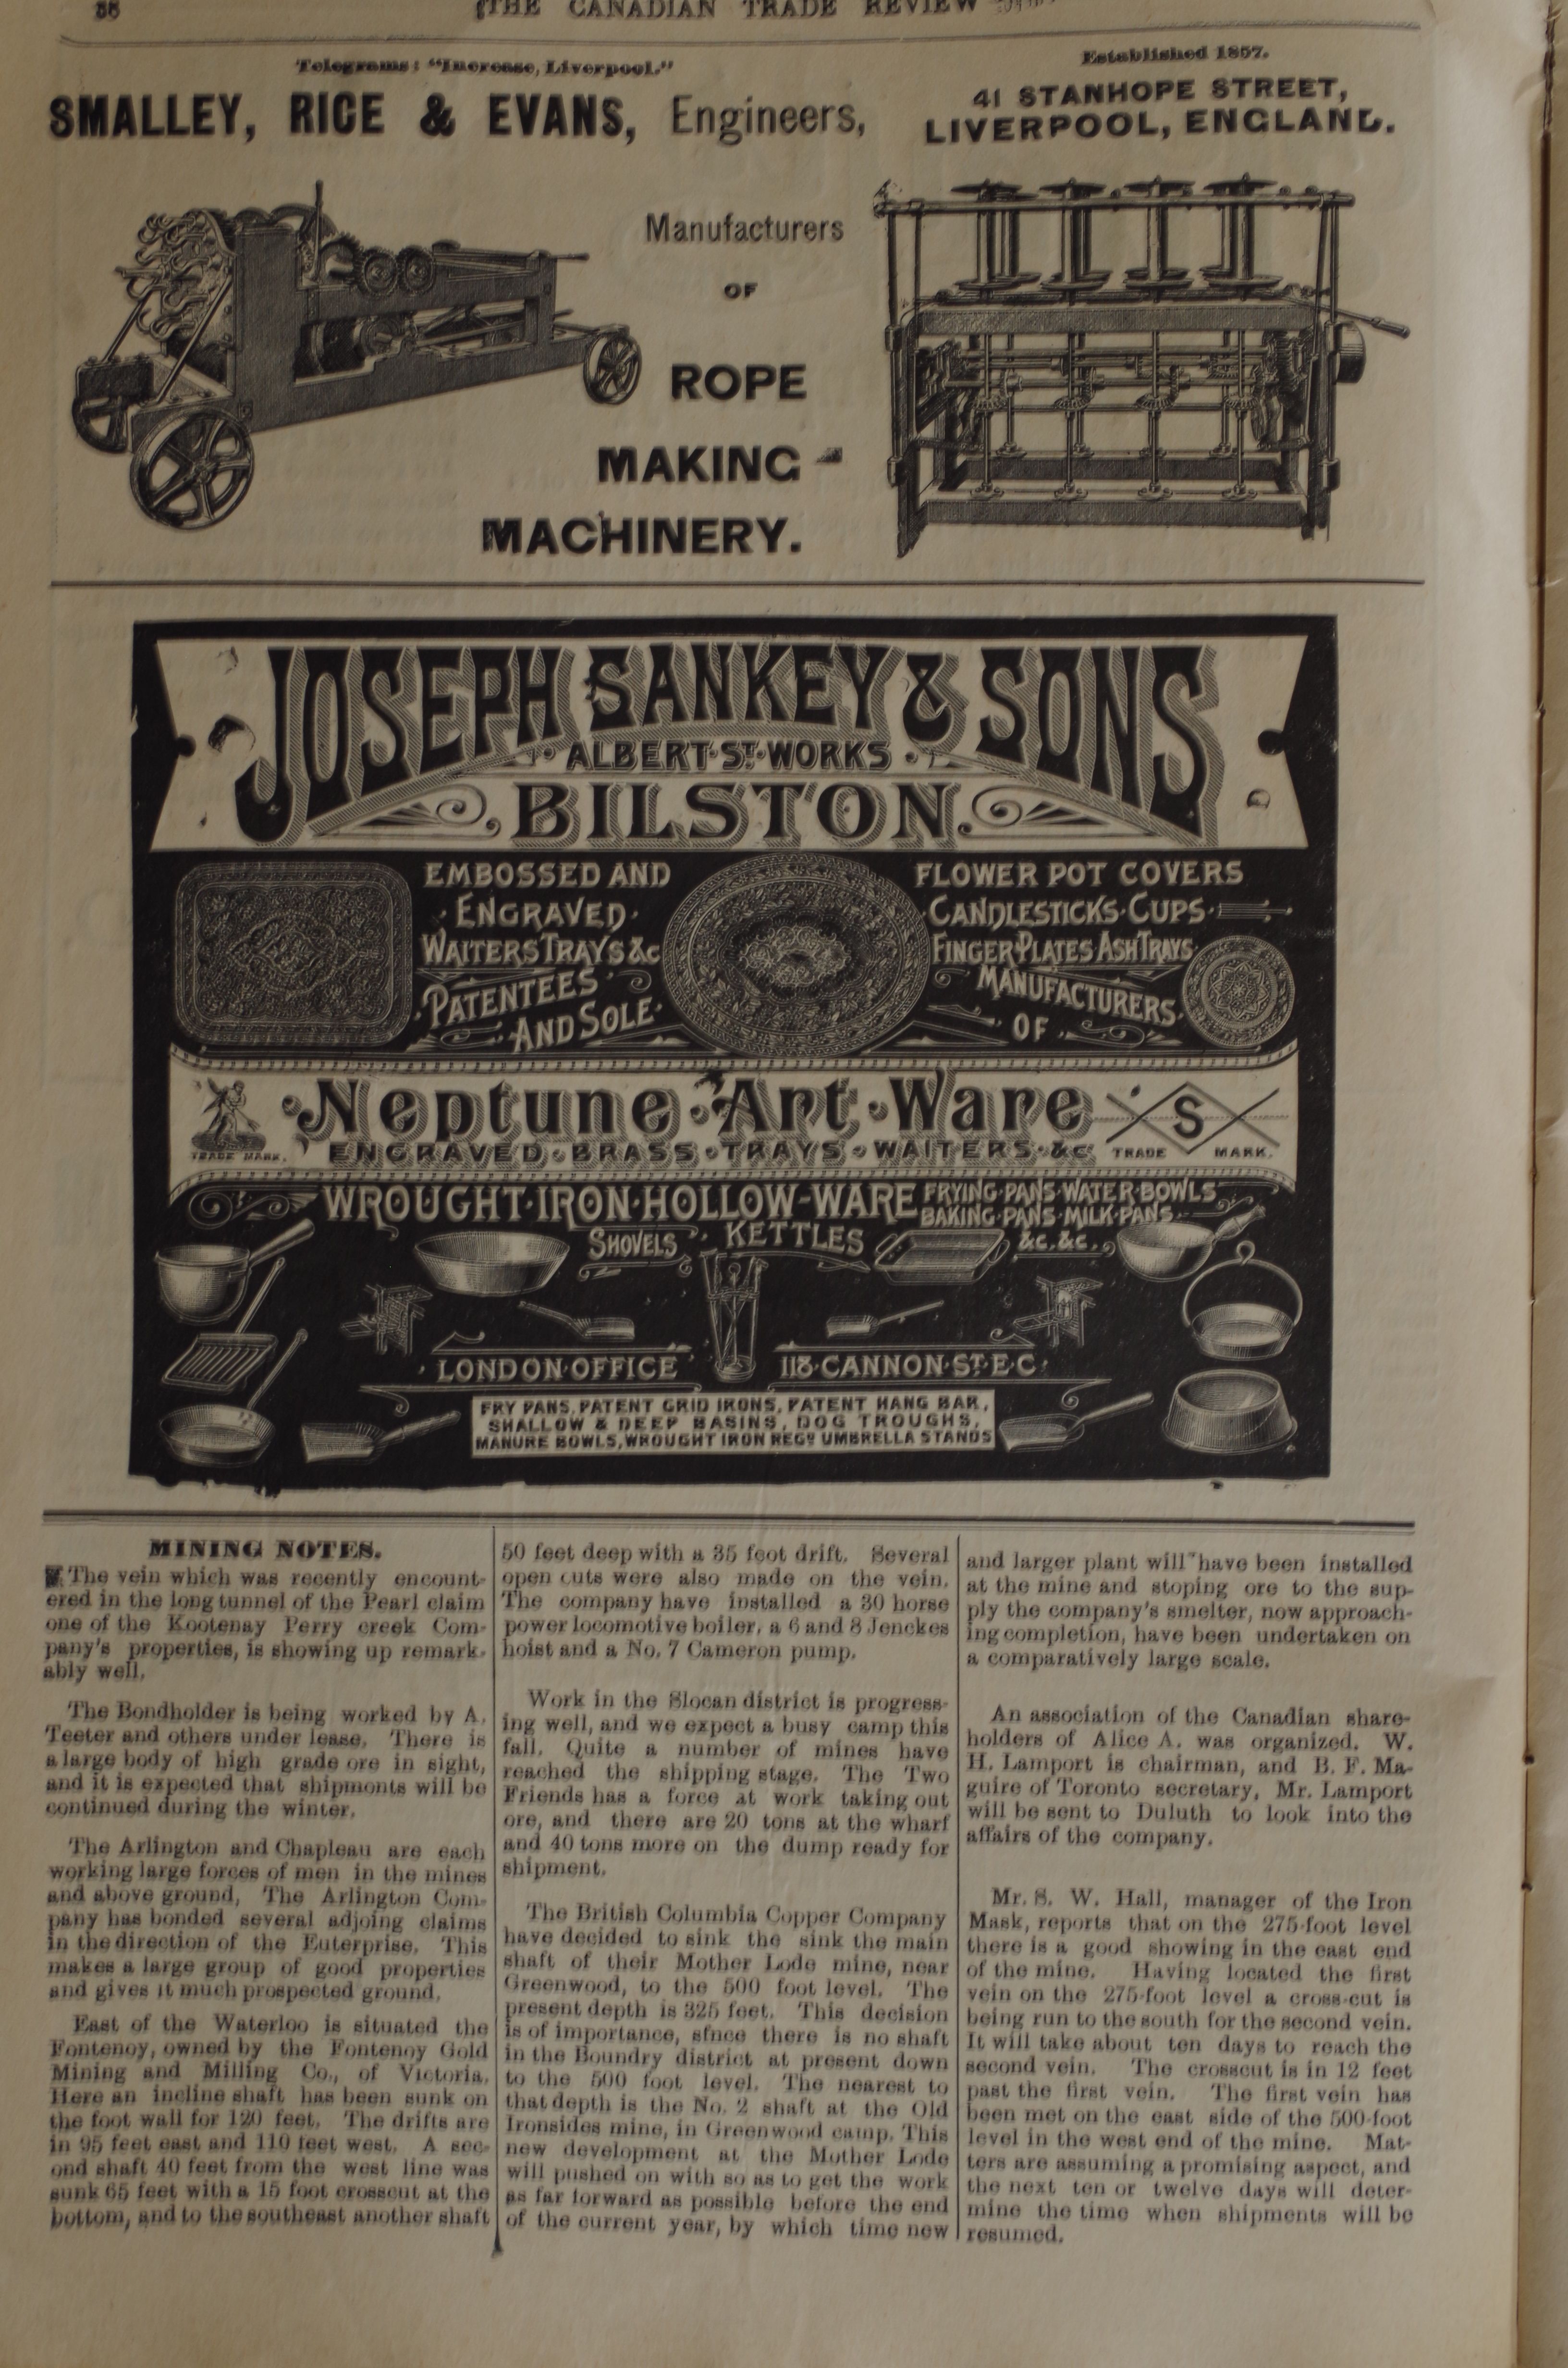 36
THE CANADIAN TRADE REVIEW
Telegrams: "Increase, Liverpool."
Established 1857.
SMALLEY, RICE & EVANS, Engineers,
41 STANHOPE STREET,
LIVERPOOL, ENGLAND.
Manufacturers
OF
ROPE
MAKING
MACHINERY.
JOSEPH SANKEY & SONS
ALBERT ST WORKS
BILSTON.
EMBOSSED AND
ENGRAVED
WAITERS TRAYS &c
PATENTEES
AND SOLE
FLOWER POT COVERS
CANDLESTICKS CUPS
FINGER PLATES ASH TRAYS
MANUFACTURERS
OF
Neptune Art Ware
ENGRAVED BRASS TRAYS WAITERS &c
TRADE MARK.
S
TRADE MARK.
WROUGHT IRON HOLLOW-WARE
FRYING PANS WATER BOWLS
BAKING PANS MILK PANS
SHOVELS KETTLES &c. &c.
LONDON OFFICE 118 CANNON ST E.C.
FRY PANS, PATENT GRID IRONS, PATENT HANG BAR,
SHALLOW & DEEP BASINS, DOG TROUGHS,
MANURE BOWLS, WROUGHT IRON REGD UMBRELLA STANDS
MINING NOTES.
The vein which was recently encount-
ered in the long tunnel of the Pearl claim
one of the Kootenay Perry creek Com-
pany's properties, is showing up remark-
ably well.
The Bondholder is being worked by A.
Teeter and others under lease. There is
a large body of high grade ore in sight,
and it is expected that shipmonts will be
continued during the winter.
The Arlington and Chapleau are each
working large forces of men in the mines
and above ground. The Arlington Com-
pany has bonded several adjoing claims
in the direction of the Euterprise. This
makes a large group of good properties
and gives it much prospected ground.
East of the Waterloo is situated the
Fontenoy, owned by the Fontenoy Gold
Mining and Milling Co., of Victoria.
Here an incline shaft has been sunk on
the foot wall for 120 feet. The drifts are
in 95 feet east and 110 feet west. A sec-
ond shaft 40 feet from the west line was
sunk 65 feet with a 15 foot crosscut at the
bottom, and to the southeast another shaft
50 feet deep with a 35 foot drift. Several
open cuts were also made on the vein.
The company have installed a 30 horse
power locomotive boiler, a 6 and 8 Jenckes
hoist and a No. 7 Cameron pump.
Work in the Slocan district is progress-
ing well, and we expect a busy camp this
fall. Quite a number of mines have
reached the shipping stage. The Two
Friends has a force at work taking out
ore, and there are 20 tons at the wharf
and 40 tons more on the dump ready for
shipment.
The British Columbia Copper Company
have decided to sink the sink the main
shaft of their Mother Lode mine, near
Greenwood, to the 500 foot level. The
present depth is 325 feet. This decision
is of importance, sfnce there is no shaft
in the Boundry district at present down
to the 500 foot level. The nearest to
that depth is the No. 2 shaft at the Old
Ironsides mine, in Greenwood camp. This
new development at the Mother Lode
will pushed on with so as to get the work
as far forward as possible before the end
of the current year, by which time new
and larger plant will have been installed
at the mine and stoping ore to the sup-
ply the company's smelter, now approach-
ing completion, have been undertaken on
a comparatively large scale.
An association of the Canadian share-
holders of Alice A. was organized. W.
H. Lamport is chairman, and B. F. Ma-
guire of Toronto secretary. Mr. Lamport
will be sent to Duluth to look into the
affairs of the company.
Mr. S. W. Hall, manager of the Iron
Mask, reports that on the 275-foot level
there is a good showing in the east end
of the mine. Having located the first
vein on the 275-foot level a cross-cut is
being run to the south for the second vein.
It will take about ten days to reach the
second vein. The crosscut is in 12 feet
past the first vein. The first vein has
been met on the east side of the 500-foot
level in the west end of the mine. Mat-
ters are assuming a promising aspect, and
the next ten or twelve days will deter-
mine the time when shipments will be
resumed.